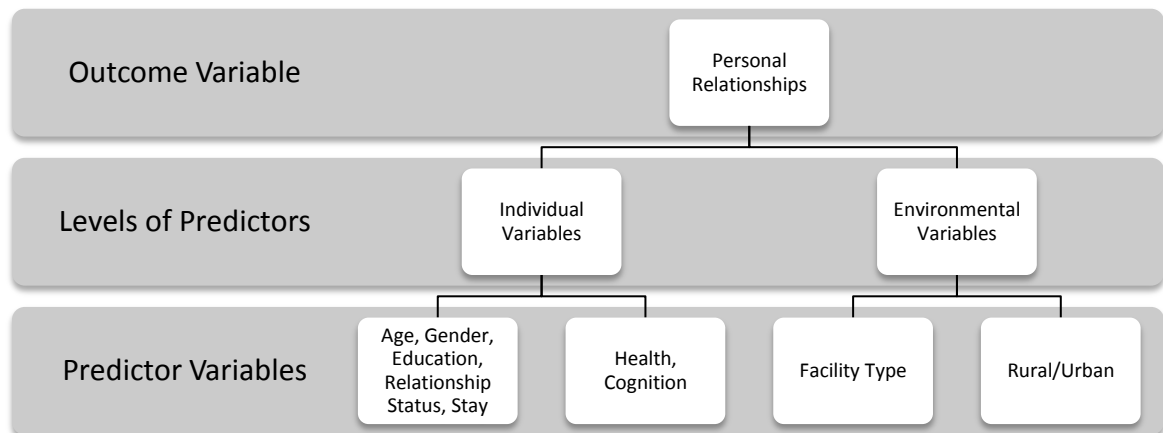 Outcome Variable
Personal
Relationships
Levels of Predictors
Individual
Variables
Environmental
Variables
Predictor Variables
Age, Gender,
Education,
Relationship
Status, Stay
Health,
Cognition
Facility Type
Rural/Urban